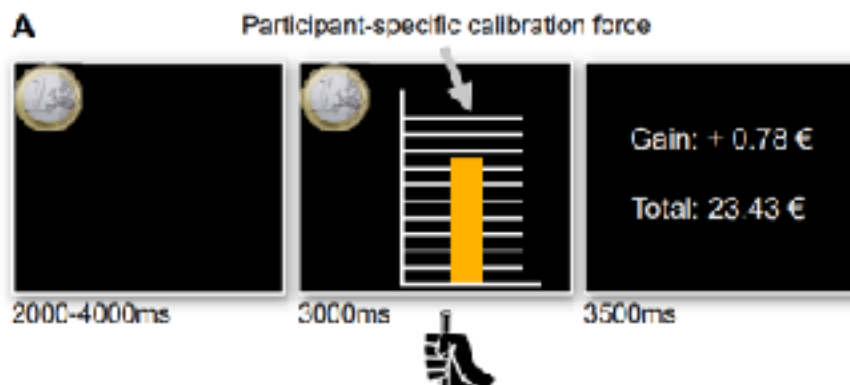 A
Participant-specific calibration force
Gain: + 0.78 €
Total: 23.43 €
2000-4000ms
3000ms
3500ms